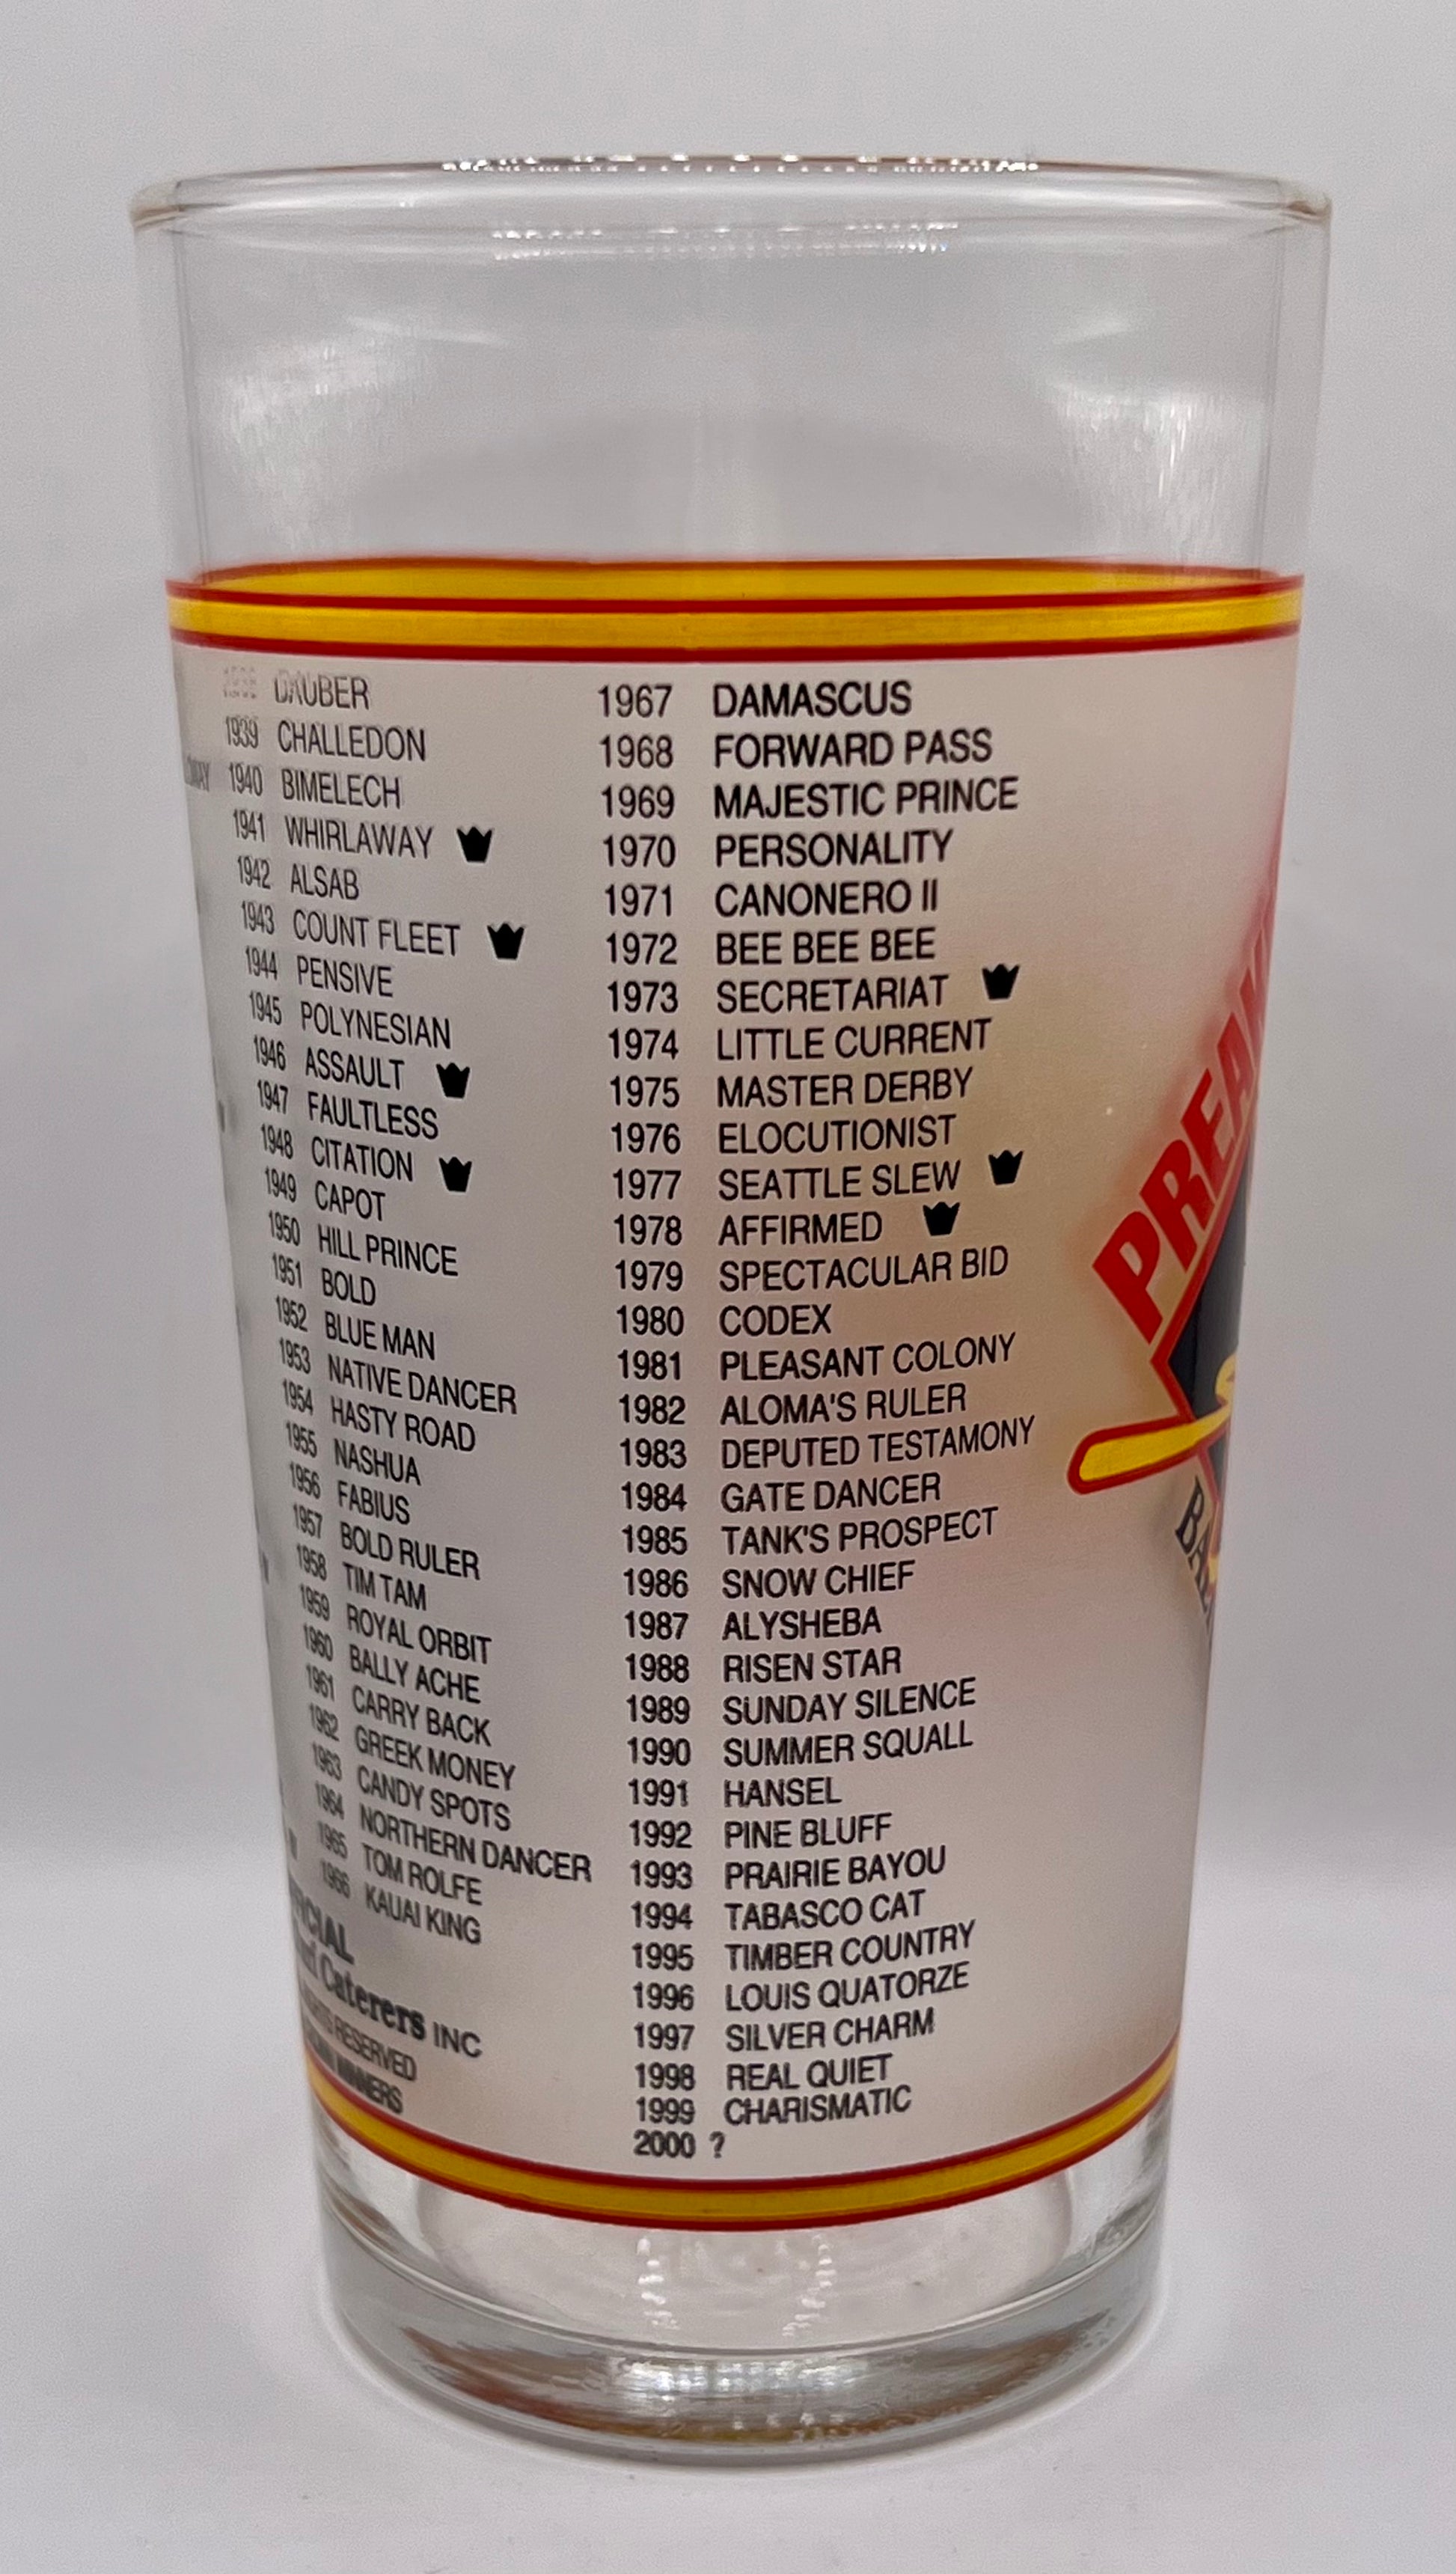 DAUBER
1939 CHALLEDON
1940 BIMELECH
1941 WHIRLAWAY
1942 ALSAB
1943 COUNT FLEET
1944 PENSIVE
1945 POLYNESIAN
1946 ASSAULT
1947 FAULTLESS
1948 CITATION
1949 CAPOT
1950 HILL PRINCE
1951 BOLD
1952 BLUE MAN
1953 NATIVE DANCER
1954 HASTY ROAD
1955 NASHUA
1956 FABIUS
1957 BOLD RULER
1958 TIM TAM
1959 ROYAL ORBIT
1960 BALLY ACHE
1961 CARRY BACK
1962 GREEK MONEY
1963 CANDY SPOTS
1964 NORTHERN DANCER
1965 TOM ROLFE
1966 KAUAI KING
Caterers INC
RESERVED
WINNERS
1967 DAMASCUS
1968 FORWARD PASS
1969 MAJESTIC PRINCE
1970 PERSONALITY
1971 CANONERO II
1972 BEE BEE BEE
1973 SECRETARIAT
1974 LITTLE CURRENT
1975 MASTER DERBY
1976 ELOCUTIONIST
1977 SEATTLE SLEW
1978 AFFIRMED
1979 SPECTACULAR BID
1980 CODEX
1981 PLEASANT COLONY
1982 ALOMA'S RULER
1983 DEPUTED TESTAMONY
1984 GATE DANCER
1985 TANK'S PROSPECT
1986 SNOW CHIEF
1987 ALYSHEBA
1988 RISEN STAR
1989 SUNDAY SILENCE
1990 SUMMER SQUALL
1991 HANSEL
1992 PINE BLUFF
1993 PRAIRIE BAYOU
1994 TABASCO CAT
1995 TIMBER COUNTRY
1996 LOUIS QUATORZE
1997 SILVER CHARM
1998 REAL QUIET
1999 CHARISMATIC
2000 ?
PREAK